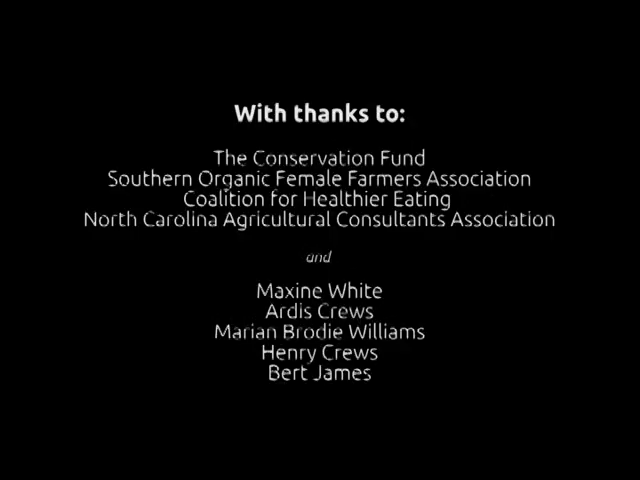 With thanks to:
The Conservation Fund
Southern Organic Female Farmers Association
Coalition for Healthier Eating
North Carolina Agricultural Consultants Association
and
Maxine White
Ardis Crews
Marian Brodie Williams
Henry Crews
Bert James